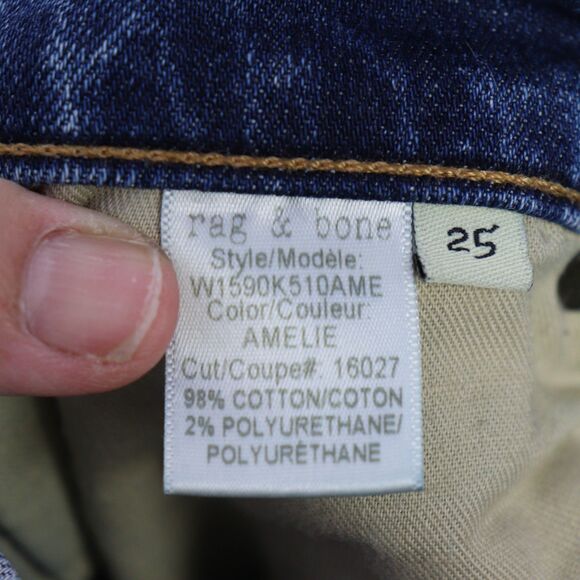 rag & bone
Style/Modèle:
W1590K510AME
Color/Couleur:
AMELIE
Cut/Coupe#: 16027
98% COTTON/COTON
2% POLYURETHANE/
POLYURÉTHANE
25